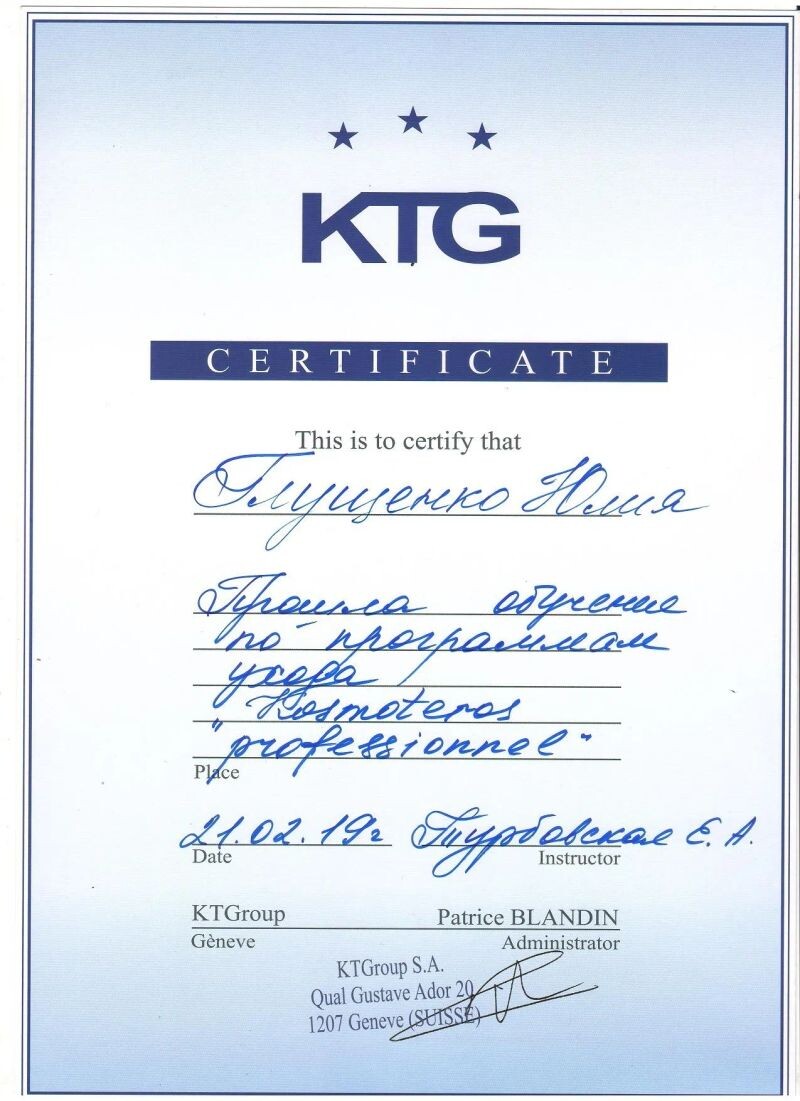 KTG
CERTIFICATE
This is to certify that
Глущенко Юлия
Прошла обучение
по программам
ухода
Kosmoteros
"professionnel"
Place
21.02.19г Турбовская Е.А.
Date Instructor
KTGroup Patrice BLANDIN
Gèneve Administrator
KTGroup S.A.
Qual Gustave Ador 20
1207 Geneve (SUISSE)